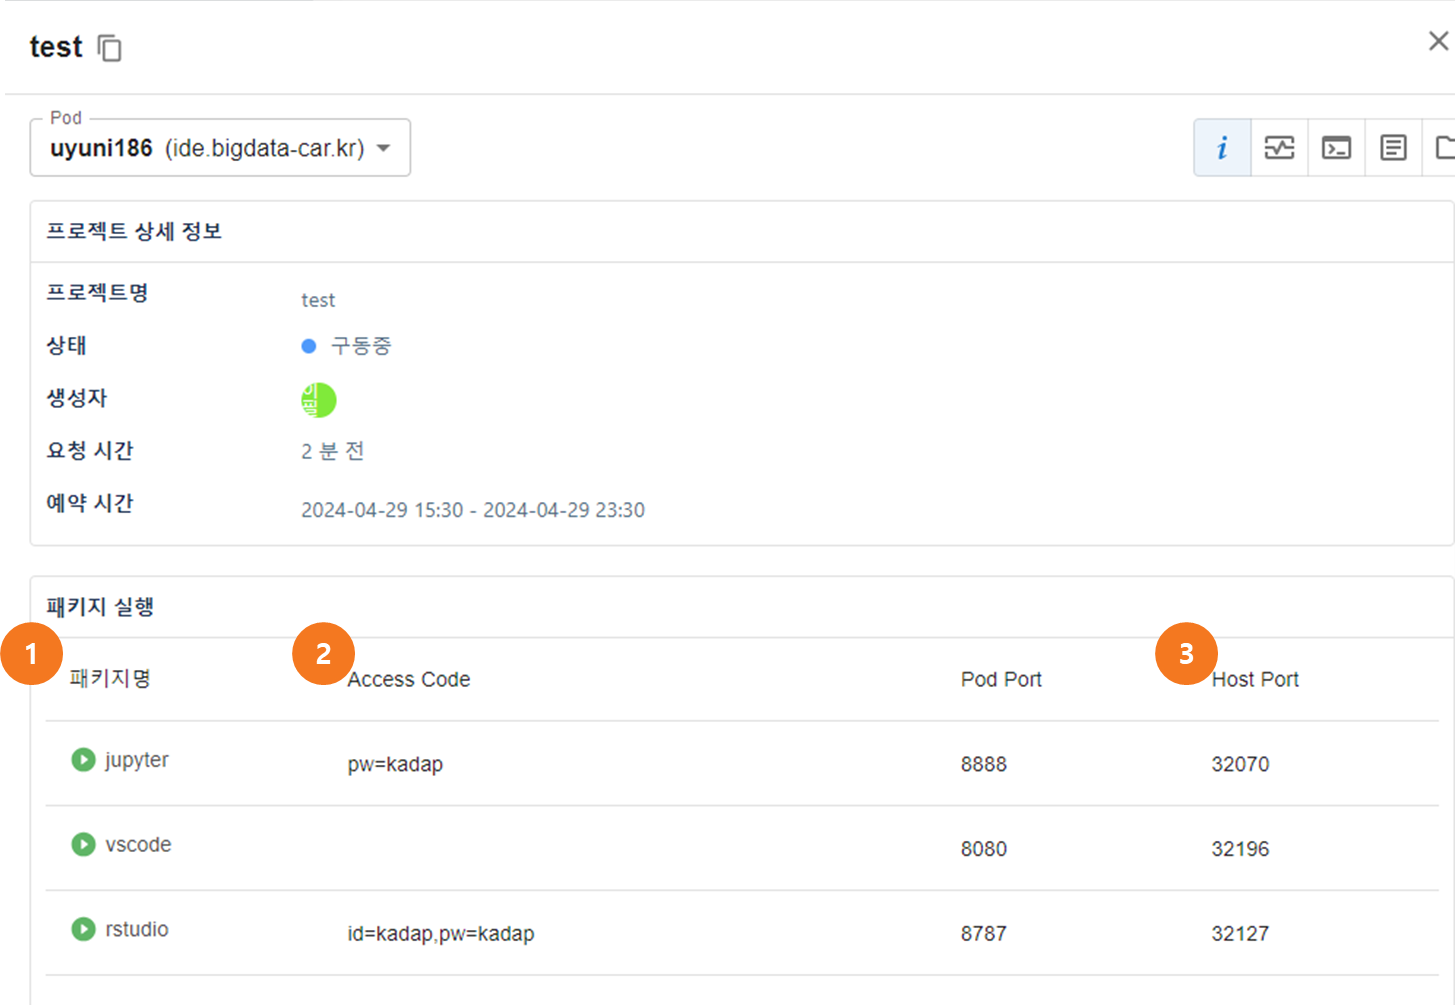 test
Pod
uyuni186 (ide.bigdata-car.kr)
i
프로젝트 상세 정보
프로젝트명 test
상태 구동중
생성자
요청 시간 2 분 전
예약 시간 2024-04-29 15:30 - 2024-04-29 23:30
패키지 실행
1 2 3
패키지명 Access Code Pod Port Host Port
jupyter pw=kadap 8888 32070
vscode 8080 32196
rstudio id=kadap,pw=kadap 8787 32127